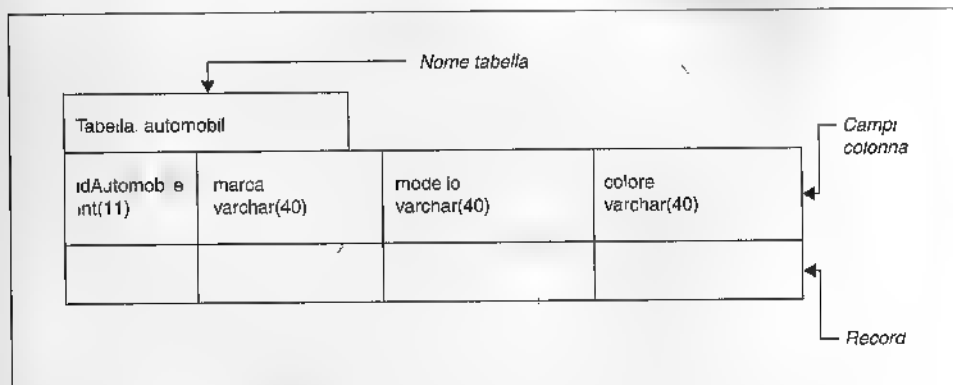 Nome tabella
Tabella. automobil
Campi
colonna
idAutomob e
int(11)
marca
varchar(40)
mode lo
varchar(40)
colore
varchar(40)
Record